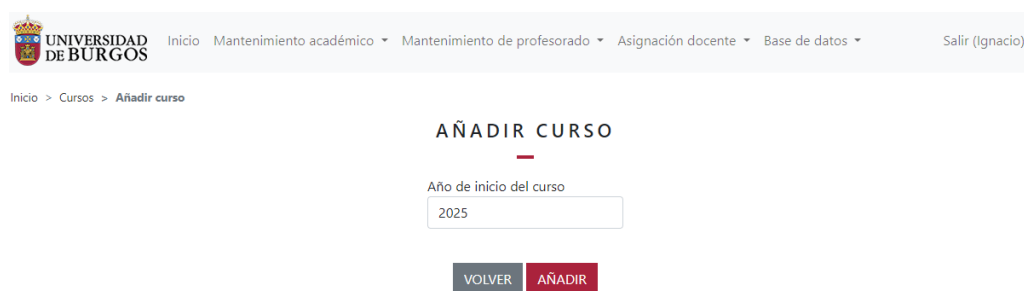 UNIVERSIDAD
DE BURGOS
Inicio Mantenimiento académico Mantenimiento de profesorado Asignación docente Base de datos Salir (Ignacio)
Inicio > Cursos > Añadir curso
AÑADIR CURSO
Año de inicio del curso
2025
VOLVER AÑADIR